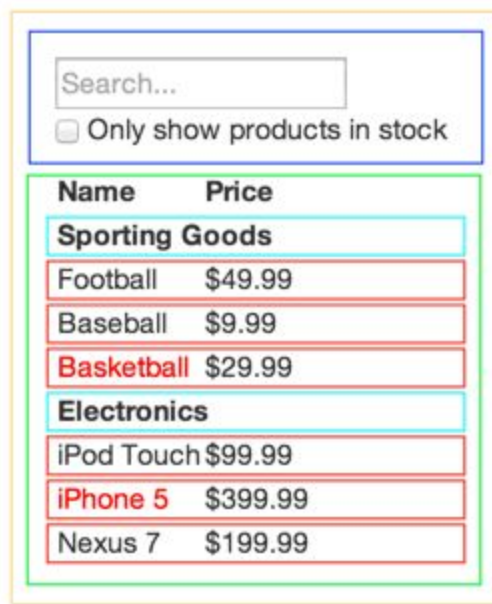 Search...
Only show products in stock
Name Price
Sporting Goods
Football $49.99
Baseball $9.99
Basketball $29.99
Electronics
iPod Touch $99.99
iPhone 5 $399.99
Nexus 7 $199.99